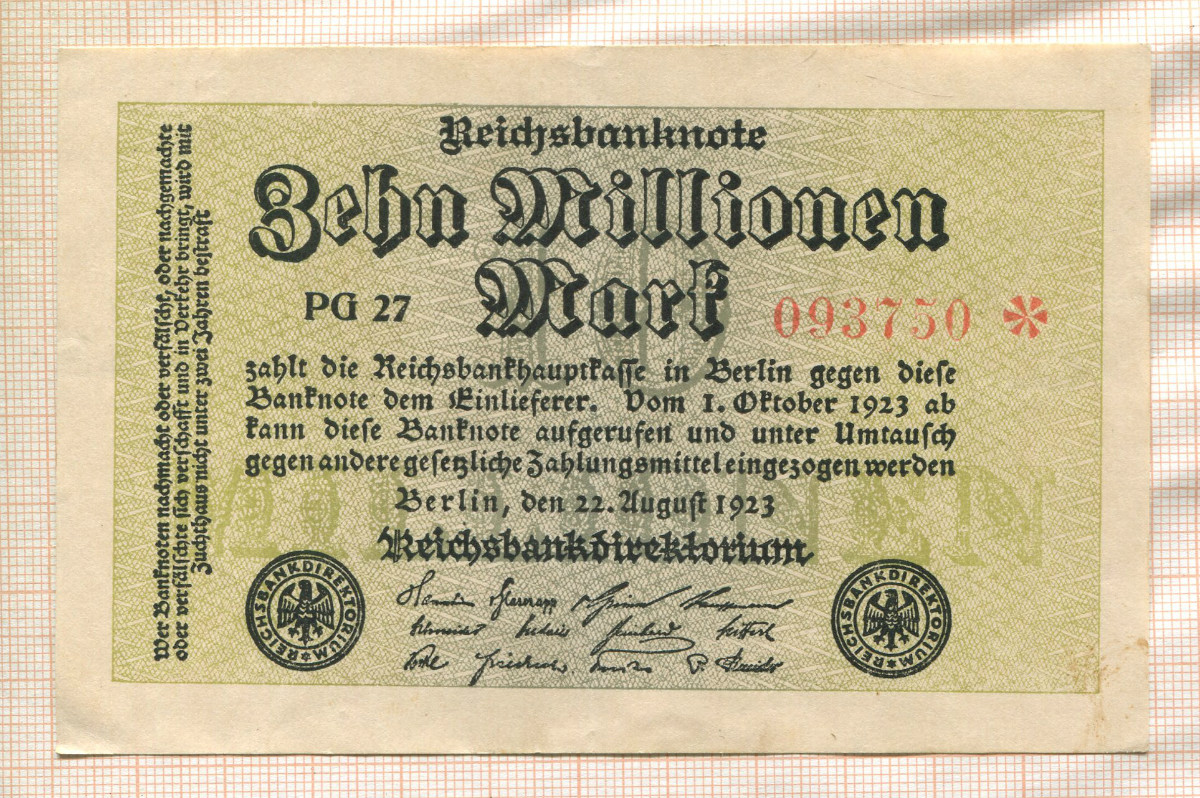 Reichsbanknote
Zehn Millionen
Mark
PG 27
093750 *
zahlt die Reichsbankhauptkasse in Berlin gegen diese
Banknote dem Einlieferer. Vom 1. Oktober 1923 ab
kann diese Banknote aufgerufen und unter Umtausch
gegen andere gesetzliche Zahlungsmittel eingezogen werden
Berlin, den 22. August 1923
Reichsbankdirektorium
REICHSBANKDIREKTORIUM
REICHSBANKDIREKTORIUM
Wer Banknoten nachmacht oder verfälscht, oder nachgemachte
oder verfälschte sich verschafft und in Verkehr bringt, wird mit
Zuchthaus nicht unter zwei Jahren bestraft
10
MILLIONEN